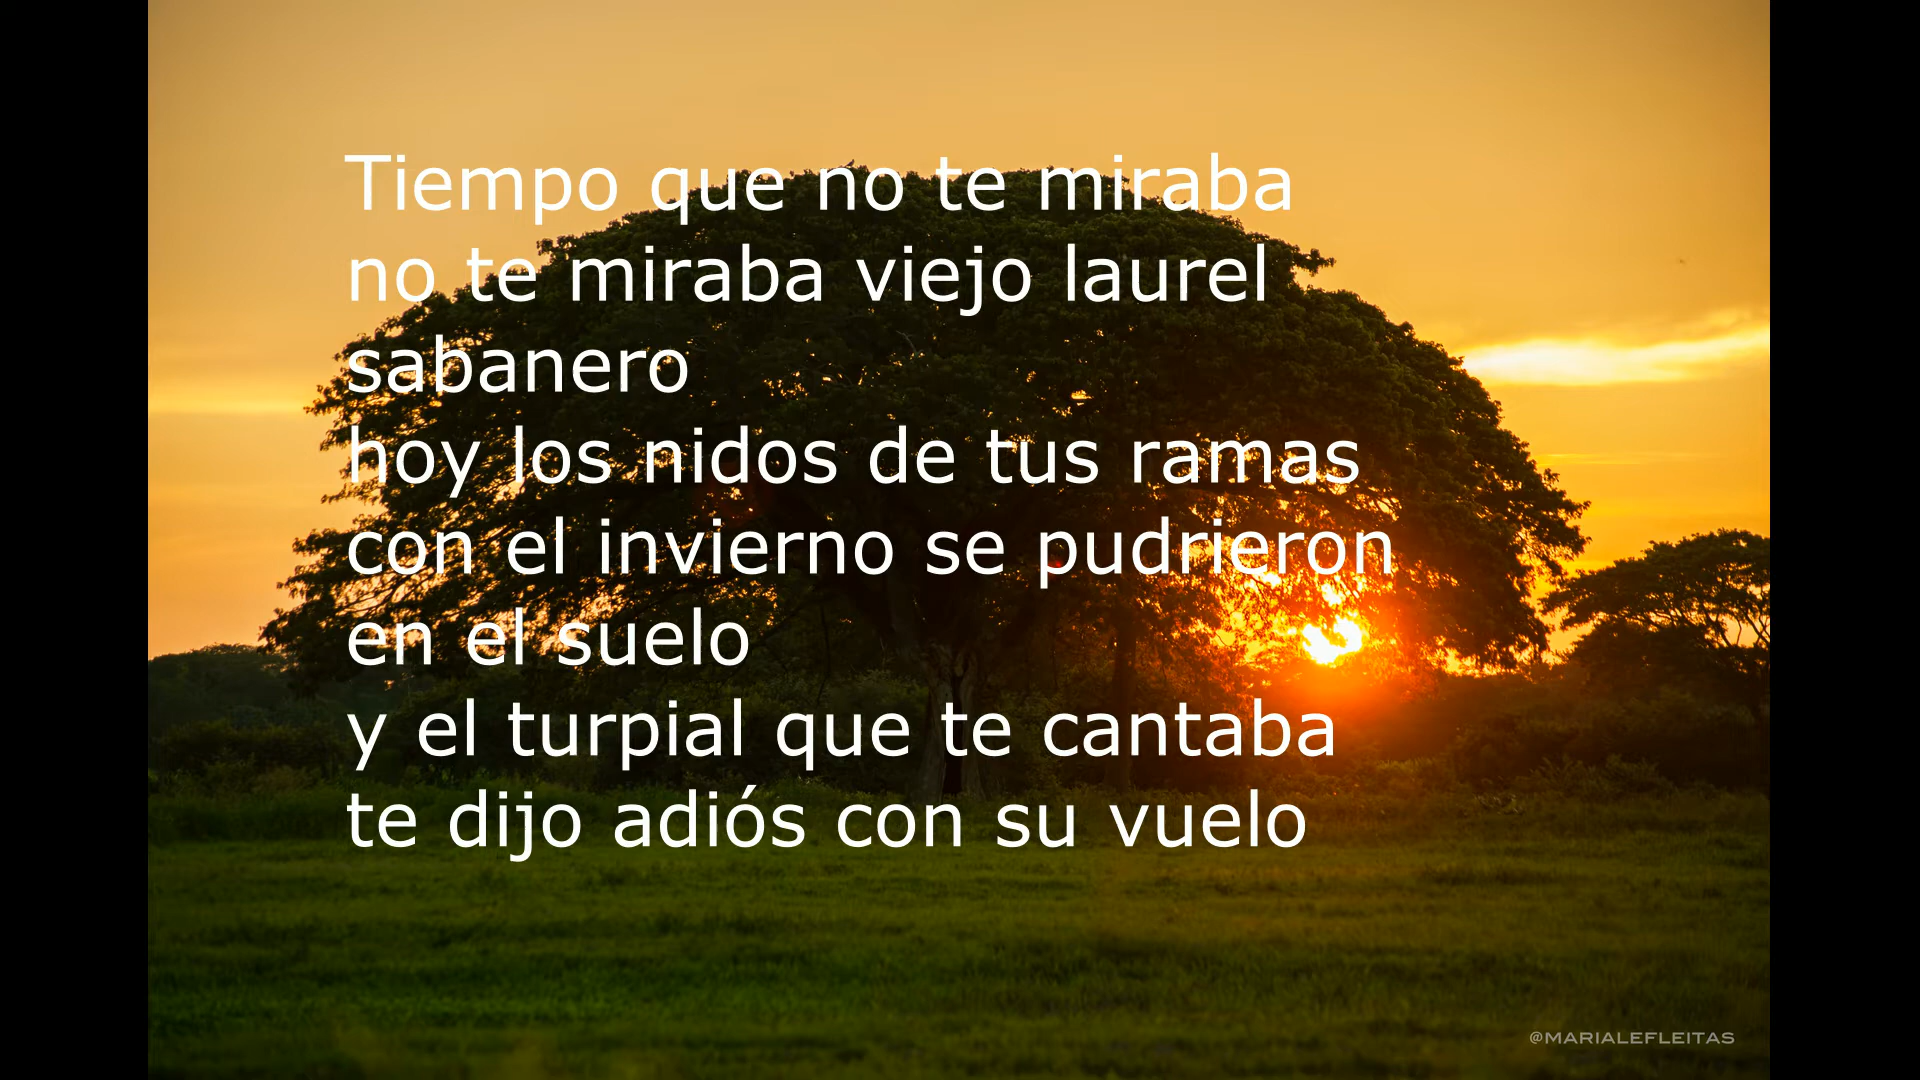 Tiempo que no te miraba
no te miraba viejo laurel
sabanero
hoy los nidos de tus ramas
con el invierno se pudrieron
en el suelo
y el turpial que te cantaba
te dijo adiós con su vuelo
@MARIALEFLEITAS